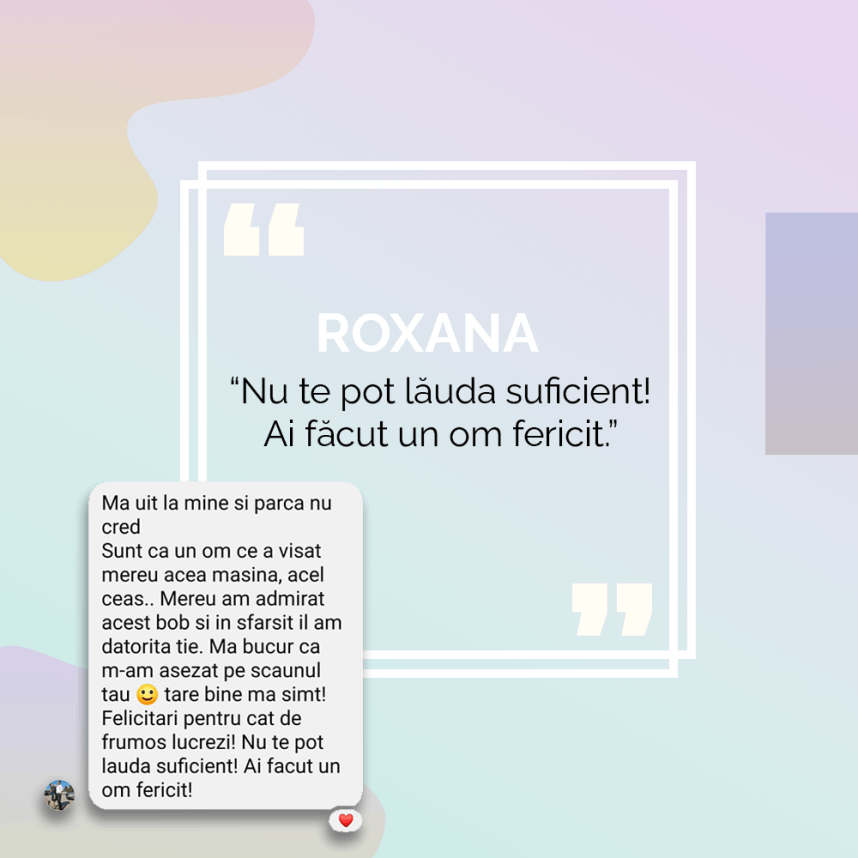 “
ROXANA
“Nu te pot lăuda suficient!
Ai făcut un om fericit.”
”
Ma uit la mine si parca nu
cred
Sunt ca un om ce a visat
mereu acea masina, acel
ceas.. Mereu am admirat
acest bob si in sfarsit il am
datorita tie. Ma bucur ca
m-am asezat pe scaunul
tau 😀 tare bine ma simt!
Felicitari pentru cat de
frumos lucrezi! Nu te pot
lauda suficient! Ai facut un
om fericit!